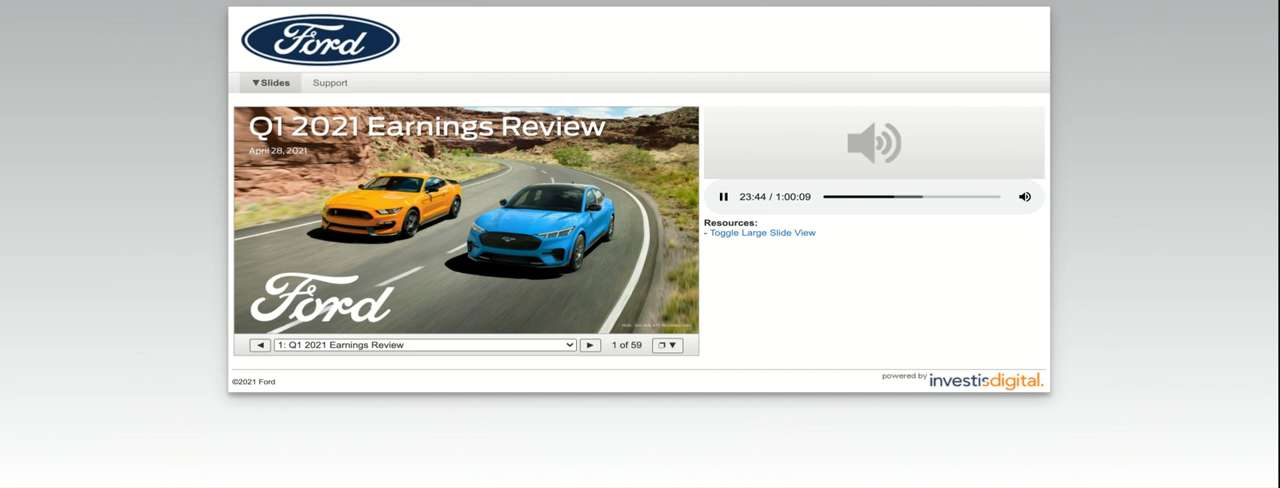 Ford
▼Slides Support
Q1 2021 Earnings Review
April 28, 2021
Ford
◀ 1: Q1 2021 Earnings Review ▶ 1 of 59
23:44 / 1:00:09
Resources:
- Toggle Large Slide View
©2021 Ford
powered by investisdigital.